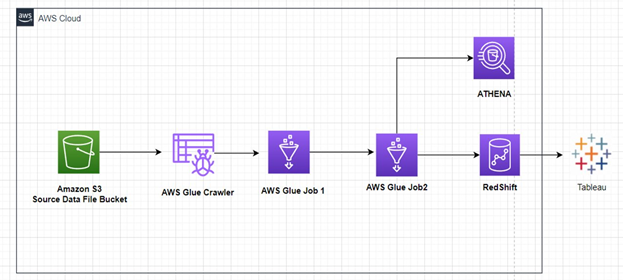 aws
AWS Cloud
ATHENA
Amazon S3
Source Data File Bucket
AWS Glue Crawler
AWS Glue Job 1
AWS Glue Job2
RedShift
Tableau